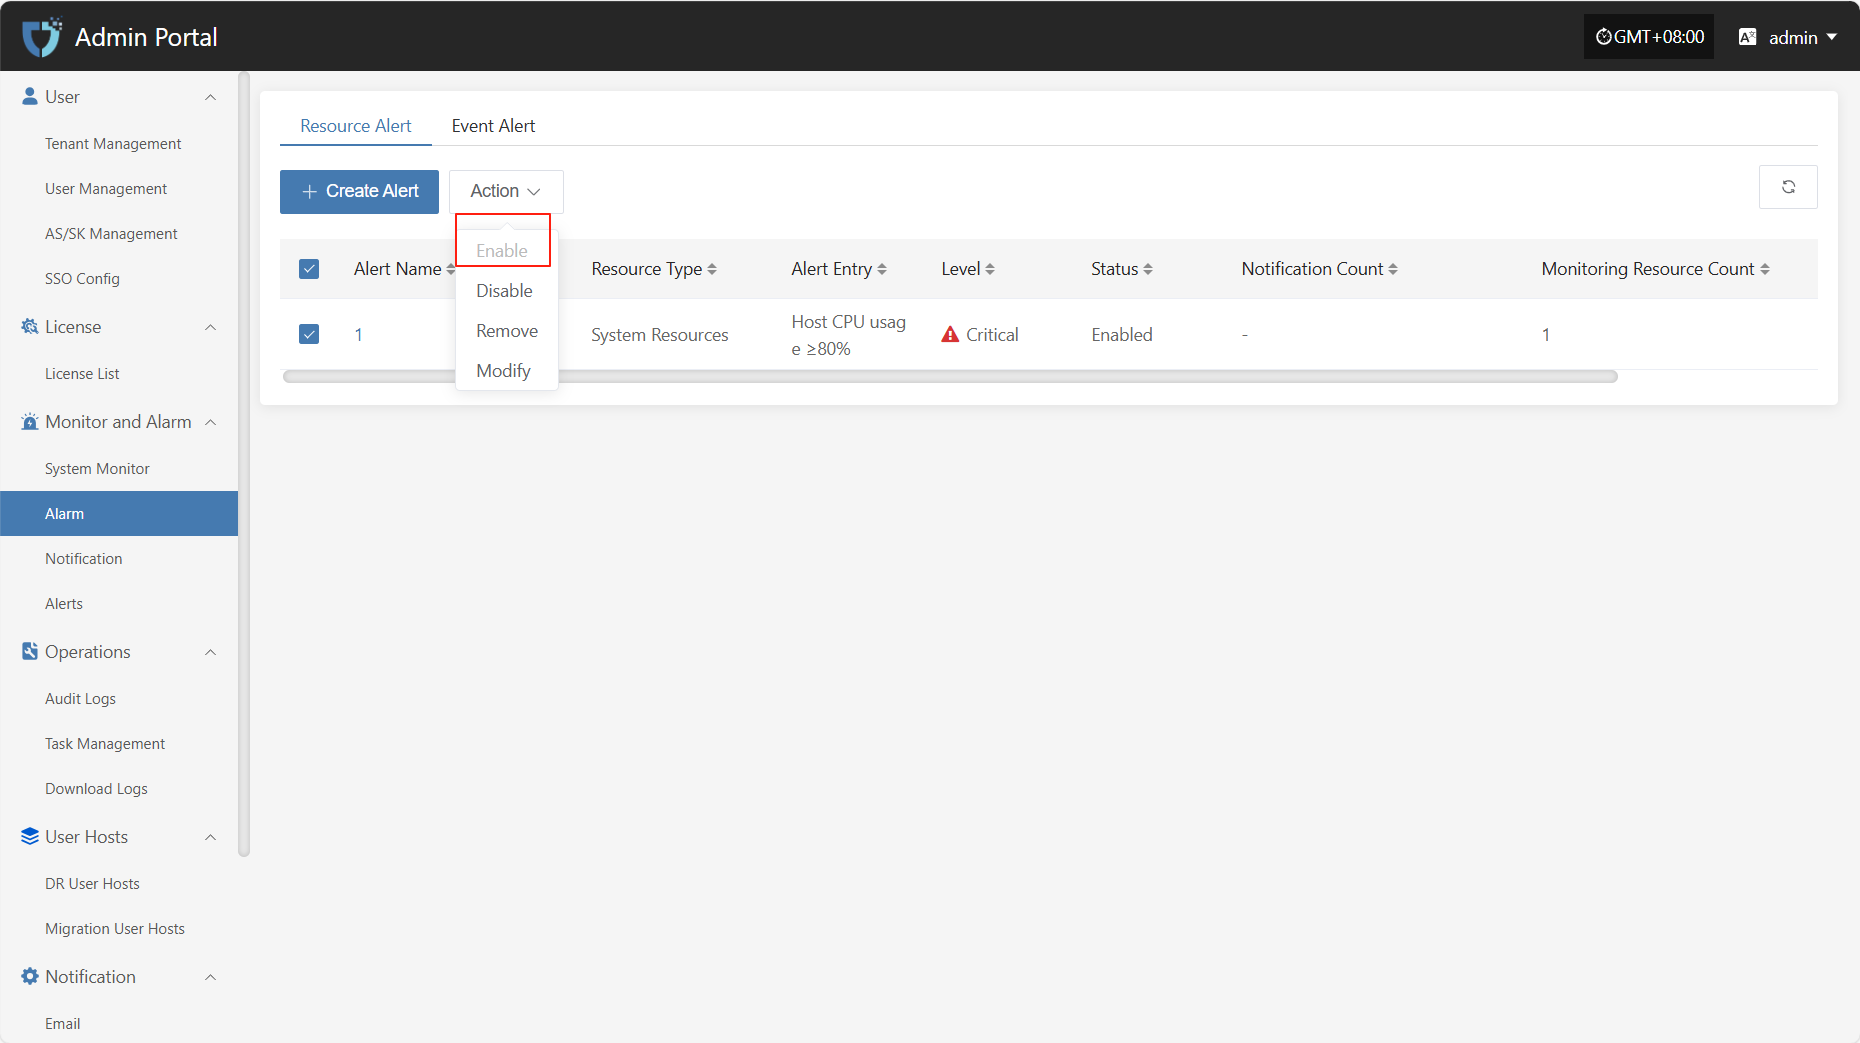 Admin Portal
GMT+08:00
admin
User
Tenant Management
User Management
AS/SK Management
SSO Config
License
License List
Monitor and Alarm
System Monitor
Alarm
Notification
Alerts
Operations
Audit Logs
Task Management
Download Logs
User Hosts
DR User Hosts
Migration User Hosts
Notification
Email
Resource Alert
Event Alert
Create Alert
Action
Enable
Disable
Remove
Modify
Alert Name
Resource Type
Alert Entry
Level
Status
Notification Count
Monitoring Resource Count
1
System Resources
Host CPU usag
e ≥80%
Critical
Enabled
-
1